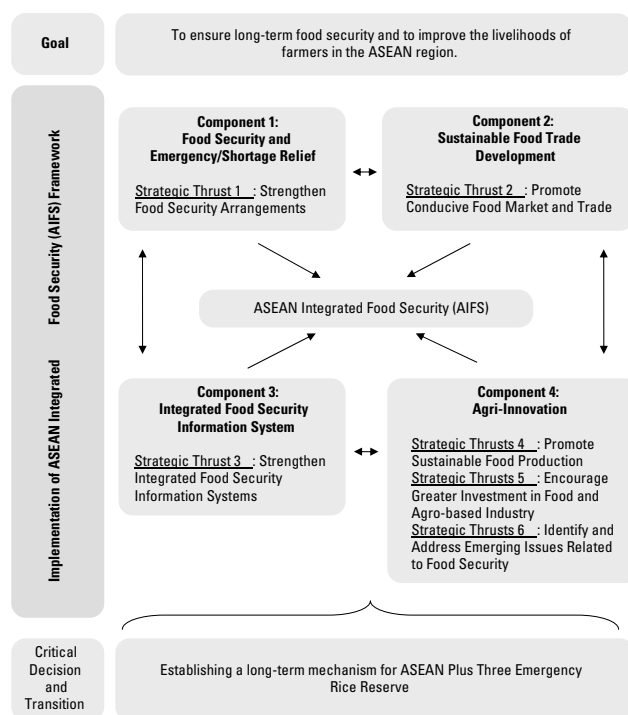 Goal
To ensure long-term food security and to improve the livelihoods of
farmers in the ASEAN region.
Implementation of ASEAN Integrated Food Security (AIFS) Framework
Component 1:
Food Security and
Emergency/Shortage Relief
Strategic Thrust 1 : Strengthen
Food Security Arrangements
Component 2:
Sustainable Food Trade
Development
Strategic Thrust 2 : Promote
Conducive Food Market and Trade
ASEAN Integrated Food Security (AIFS)
Component 3:
Integrated Food Security
Information System
Strategic Thrust 3 : Strengthen
Integrated Food Security
Information Systems
Component 4:
Agri-Innovation
Strategic Thrusts 4 : Promote
Sustainable Food Production
Strategic Thrusts 5 : Encourage
Greater Investment in Food and
Agro-based Industry
Strategic Thrusts 6 : Identify and
Address Emerging Issues Related
to Food Security
Critical
Decision
and
Transition
Establishing a long-term mechanism for ASEAN Plus Three Emergency
Rice Reserve